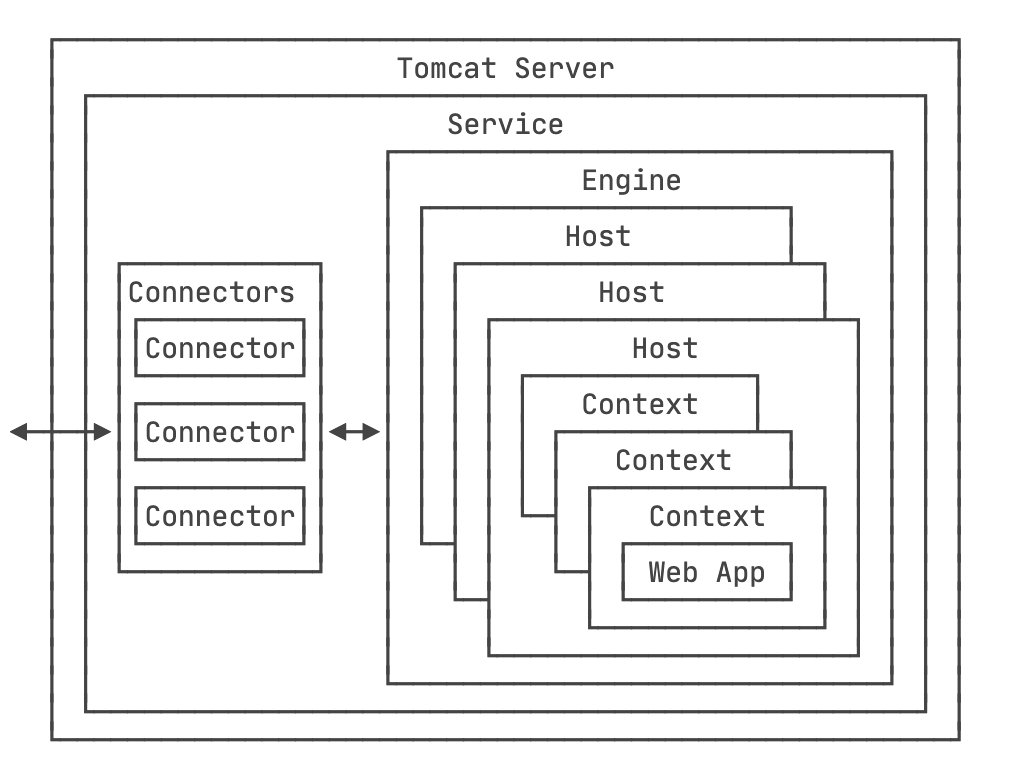 Tomcat Server
Service
Engine
Host
Host
Host
Context
Context
Context
Web App
Connectors
Connector
Connector
Connector